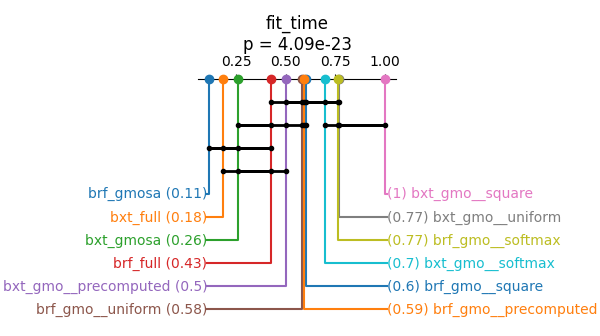 fit_time
p = 4.09e-23
0.25 0.50 0.75 1.00
brf_gmosa (0.11) (1) bxt_gmo__square
bxt_full (0.18) (0.77) bxt_gmo__uniform
bxt_gmosa (0.26) (0.77) brf_gmo__softmax
brf_full (0.43) (0.7) bxt_gmo__softmax
bxt_gmo__precomputed (0.5) (0.6) brf_gmo__square
brf_gmo__uniform (0.58) (0.59) brf_gmo__precomputed